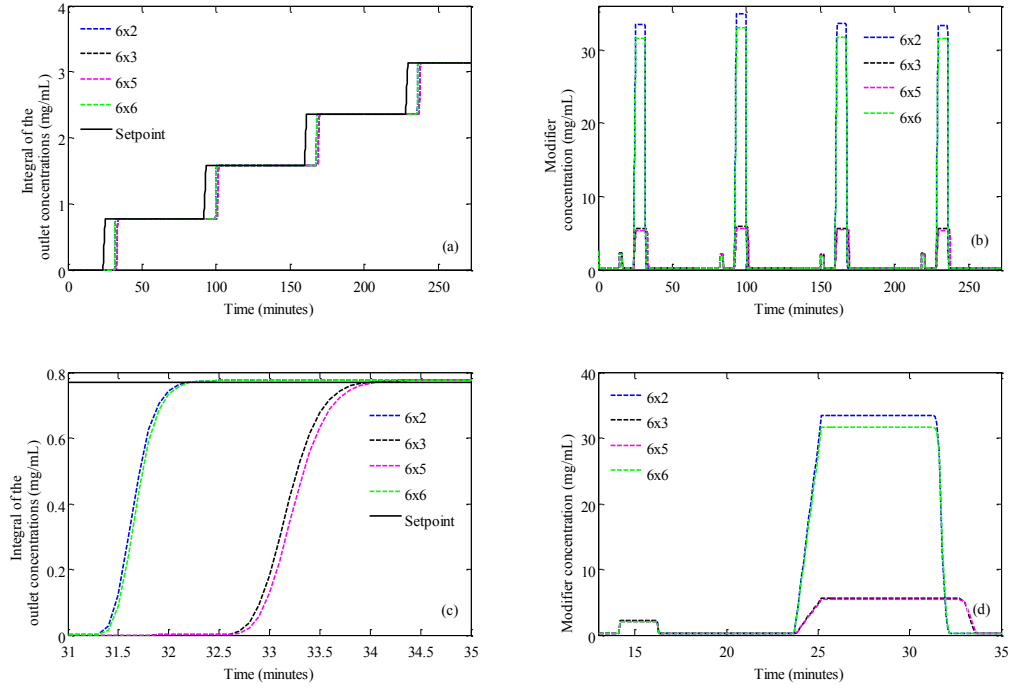 4
3
2
1
0
0
50
100
150
200
250
Integral of the
outlet concentrations (mg/mL)
Time (minutes)
6x2
6x3
6x5
6x6
Setpoint
(a)
30
20
10
0
0
50
100
150
200
250
Modifier
concentration (mg/mL)
Time (minutes)
6x2
6x3
6x5
6x6
(b)
0.8
0.6
0.4
0.2
0
31
31.5
32
32.5
33
33.5
34
34.5
35
Integral of the
outlet concentrations (mg/mL)
Time (minutes)
6x2
6x3
6x5
6x6
Setpoint
(c)
40
30
20
10
0
15
20
25
30
35
Modifier concentration (mg/mL)
Time (minutes)
6x2
6x3
6x5
6x6
(d)